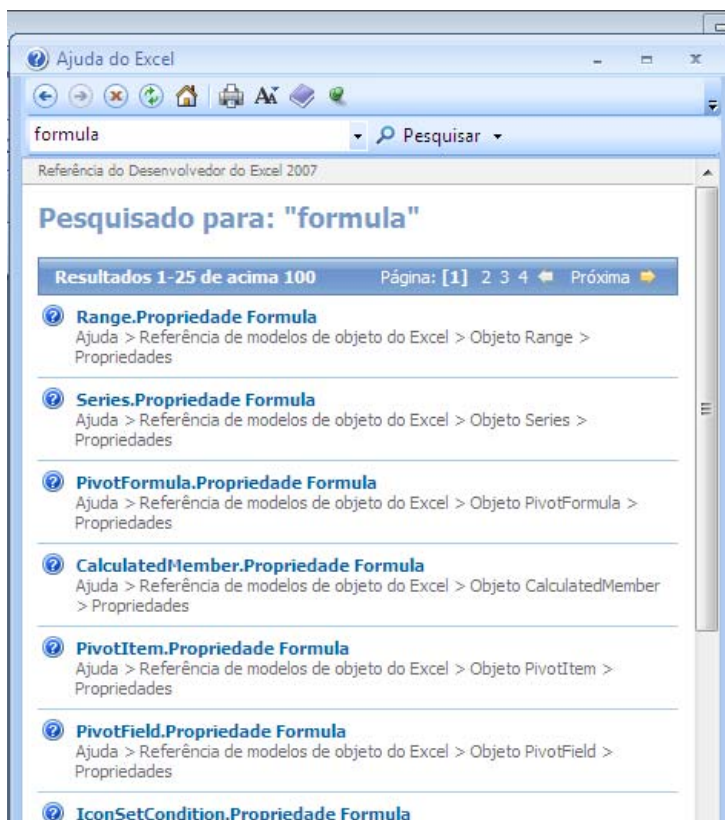 Ajuda do Excel
formula
Pesquisar
Referência do Desenvolvedor do Excel 2007
Pesquisado para: "formula"
Resultados 1-25 de acima 100 Página: [1] 2 3 4 Próxima
Range.Propriedade Formula
Ajuda > Referência de modelos de objeto do Excel > Objeto Range >
Propriedades
Series.Propriedade Formula
Ajuda > Referência de modelos de objeto do Excel > Objeto Series >
Propriedades
PivotFormula.Propriedade Formula
Ajuda > Referência de modelos de objeto do Excel > Objeto PivotFormula >
Propriedades
CalculatedMember.Propriedade Formula
Ajuda > Referência de modelos de objeto do Excel > Objeto CalculatedMember
> Propriedades
PivotItem.Propriedade Formula
Ajuda > Referência de modelos de objeto do Excel > Objeto PivotItem >
Propriedades
PivotField.Propriedade Formula
Ajuda > Referência de modelos de objeto do Excel > Objeto PivotField >
Propriedades
IconSetCondition.Propriedade Formula